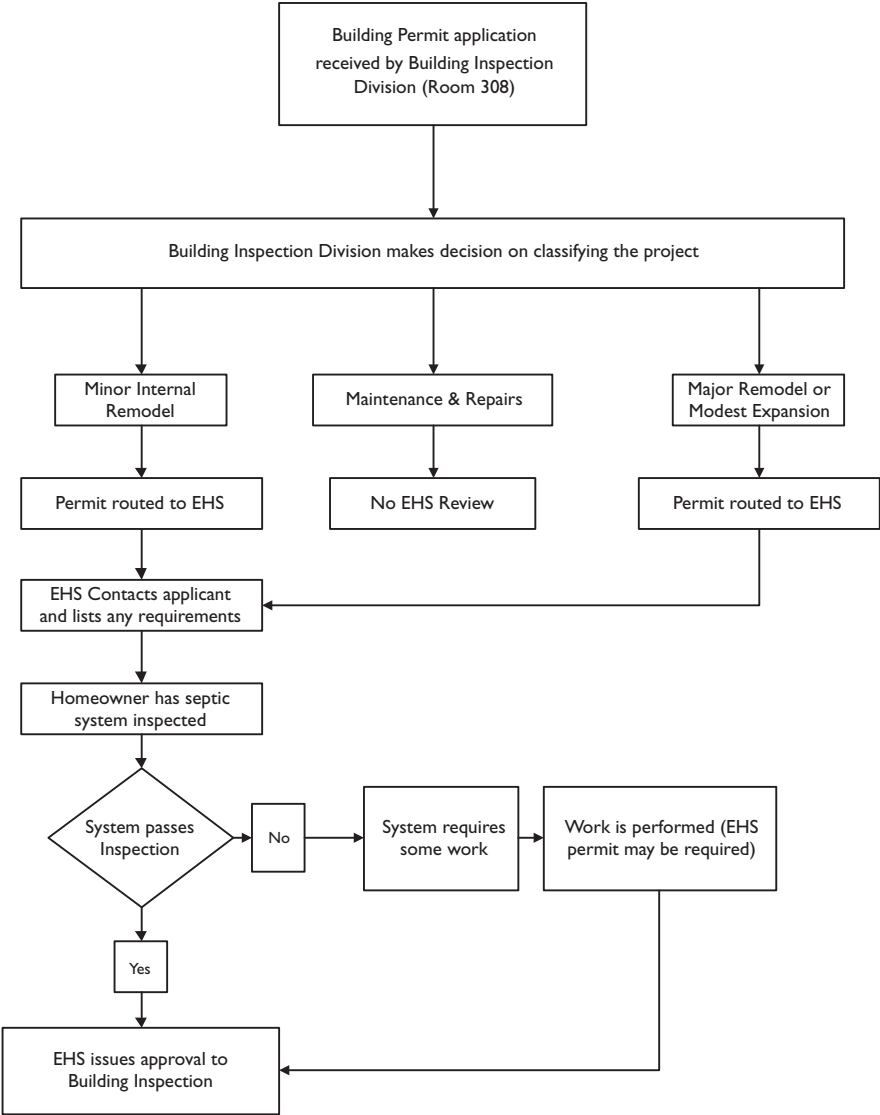 Building Permit application
received by Building Inspection
Division (Room 308)
Building Inspection Division makes decision on classifying the project
Minor Internal
Remodel
Maintenance & Repairs
Major Remodel or
Modest Expansion
Permit routed to EHS
No EHS Review
Permit routed to EHS
EHS Contacts applicant
and lists any requirements
Homeowner has septic
system inspected
System passes
Inspection
No
System requires
some work
Work is performed (EHS
permit may be required)
Yes
EHS issues approval to
Building Inspection